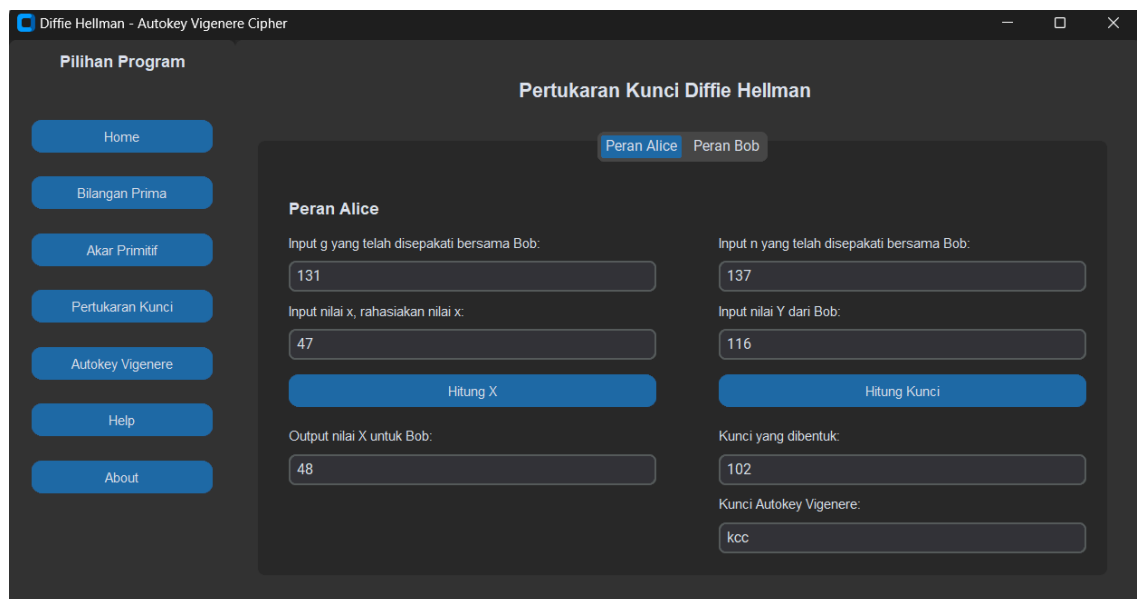 Diffie Hellman - Autokey Vigenere Cipher
Pilihan Program
Home
Bilangan Prima
Akar Primitif
Pertukaran Kunci
Autokey Vigenere
Help
About
Pertukaran Kunci Diffie Hellman
Peran Alice Peran Bob
Peran Alice
Input g yang telah disepakati bersama Bob:
131
Input nilai x, rahasiakan nilai x:
47
Hitung X
Output nilai X untuk Bob:
48
Input n yang telah disepakati bersama Bob:
137
Input nilai Y dari Bob:
116
Hitung Kunci
Kunci yang dibentuk:
102
Kunci Autokey Vigenere:
kcc